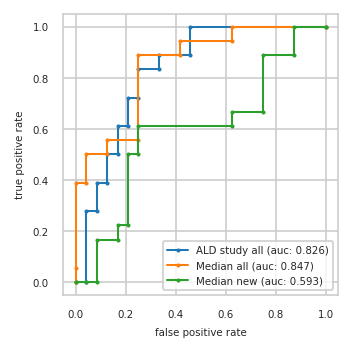 1.0
0.8
0.6
0.4
0.2
0.0
true positive rate
ALD study all (auc: 0.826)
Median all (auc: 0.847)
Median new (auc: 0.593)
0.0 0.2 0.4 0.6 0.8 1.0
false positive rate